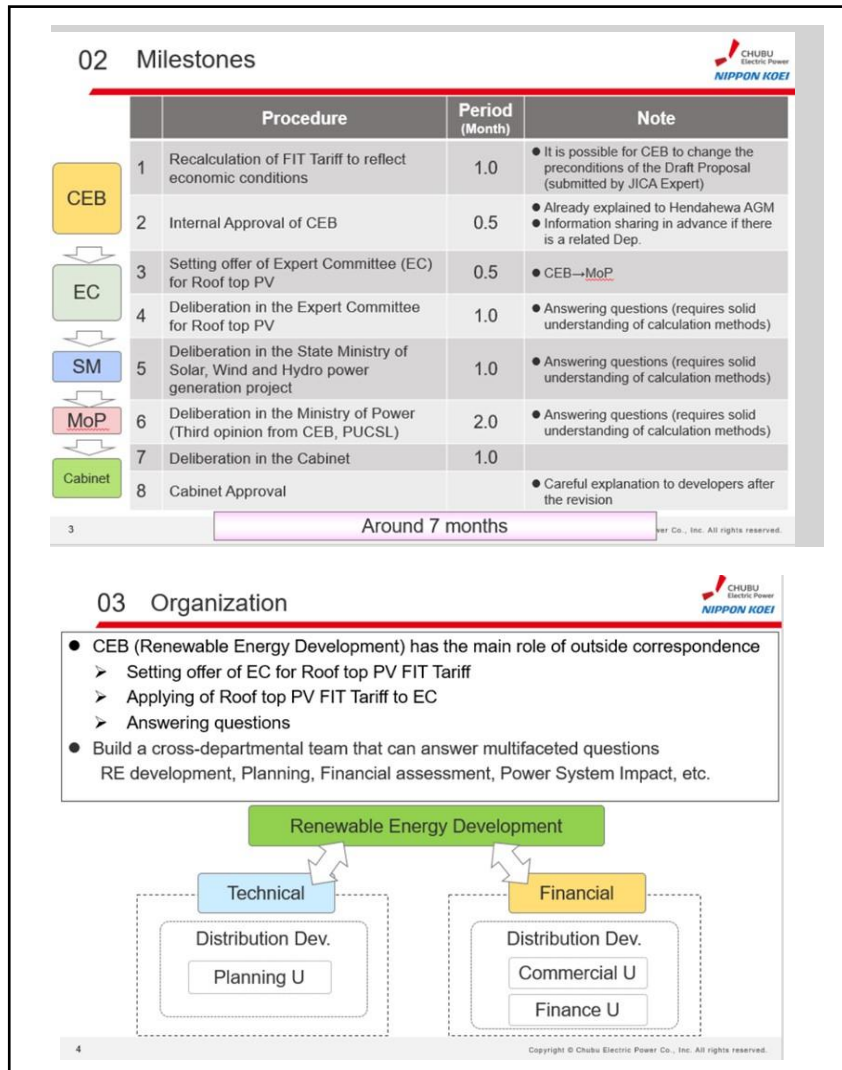 02 Milestones
CHUBU
Electric Power
NIPPON KOEI
Procedure
Period
(Month)
Note
CEB
EC
SM
MoP
Cabinet
1
Recalculation of FIT Tariff to reflect
economic conditions
1.0
● It is possible for CEB to change the
preconditions of the Draft Proposal
(submitted by JICA Expert)
2
Internal Approval of CEB
0.5
● Already explained to Hendahewa AGM
● Information sharing in advance if there
is a related Dep.
3
Setting offer of Expert Committee (EC)
for Roof top PV
0.5
● CEB→MoP
4
Deliberation in the Expert Committee
for Roof top PV
1.0
● Answering questions (requires solid
understanding of calculation methods)
5
Deliberation in the State Ministry of
Solar, Wind and Hydro power
generation project
1.0
● Answering questions (requires solid
understanding of calculation methods)
6
Deliberation in the Ministry of Power
(Third opinion from CEB, PUCSL)
2.0
● Answering questions (requires solid
understanding of calculation methods)
7
Deliberation in the Cabinet
1.0
8
Cabinet Approval
● Careful explanation to developers after
the revision
3
Around 7 months
wer Co., Inc. All rights reserved.
03 Organization
CHUBU
Electric Power
NIPPON KOEI
● CEB (Renewable Energy Development) has the main role of outside correspondence
➢ Setting offer of EC for Roof top PV FIT Tariff
➢ Applying of Roof top PV FIT Tariff to EC
➢ Answering questions
● Build a cross-departmental team that can answer multifaceted questions
RE development, Planning, Financial assessment, Power System Impact, etc.
Renewable Energy Development
Technical
Financial
Distribution Dev.
Planning U
Distribution Dev.
Commercial U
Finance U
4
Copyright © Chubu Electric Power Co., Inc. All rights reserved.